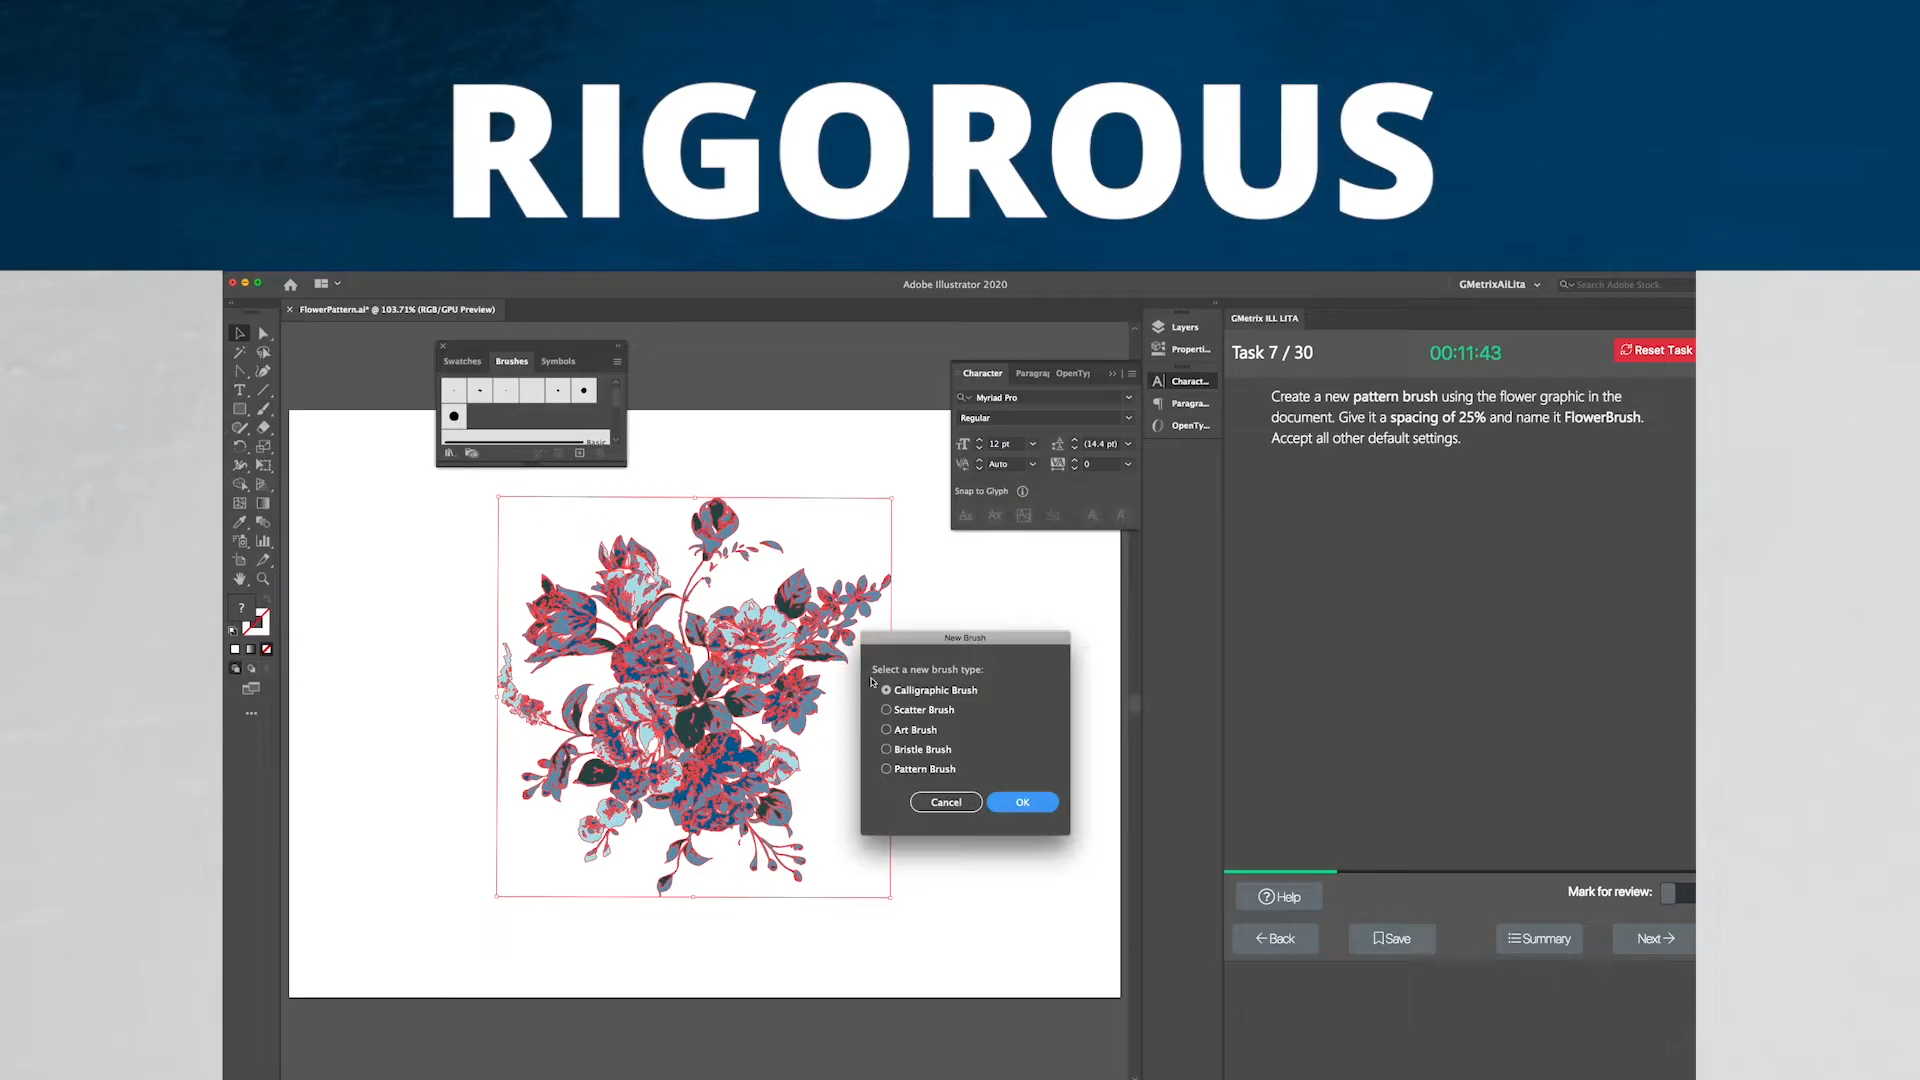 RIGOROUS
Adobe Illustrator 2020
GMetrixAiLita
Search Adobe Stock
FlowerPattern.ai* @ 103.71% (RGB/GPU Preview)
Swatches Brushes Symbols
Basic
Character Paragra OpenTy
Myriad Pro
Regular
12 pt (14.4 pt)
Auto 0
Snap to Glyph
Layers
Properti...
Charact...
Paragra...
OpenTy...
GMetrix ILL LITA
Task 7 / 30 00:11:43 Reset Task
Create a new pattern brush using the flower graphic in the
document. Give it a spacing of 25% and name it FlowerBrush.
Accept all other default settings.
New Brush
Select a new brush type:
Calligraphic Brush
Scatter Brush
Art Brush
Bristle Brush
Pattern Brush
Cancel OK
?
Help Mark for review:
Back Save Summary Next